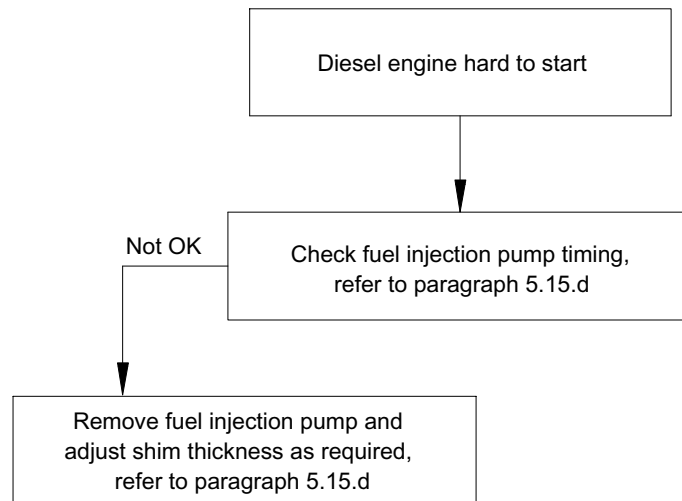 Diesel engine hard to start
Not OK
Check fuel injection pump timing,
refer to paragraph 5.15.d
Remove fuel injection pump and
adjust shim thickness as required,
refer to paragraph 5.15.d